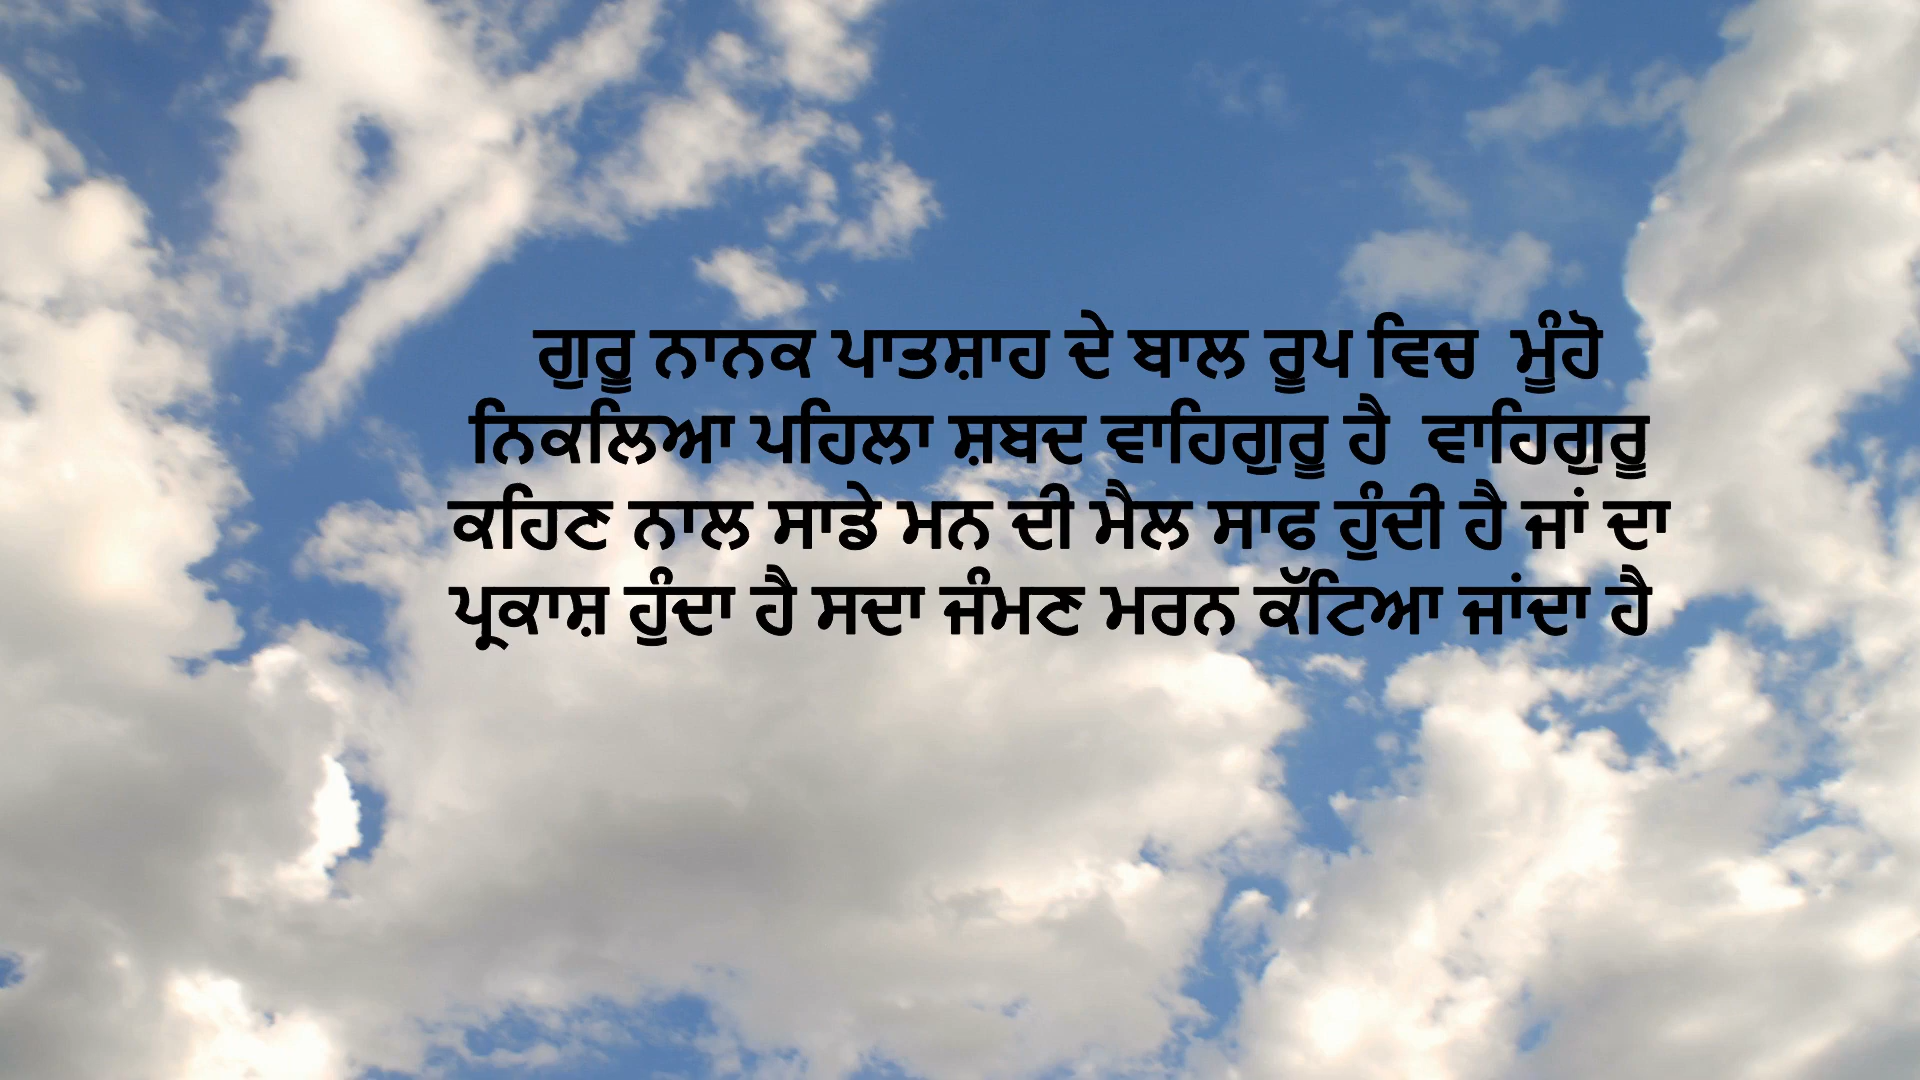 ਗੁਰੂ ਨਾਨਕ ਪਾਤਸ਼ਾਹ ਦੇ ਬਾਲ ਰੂਪ ਵਿਚ ਮੂੰਹੋ
ਨਿਕਲਿਆ ਪਹਿਲਾ ਸ਼ਬਦ ਵਾਹਿਗੁਰੂ ਹੈ ਵਾਹਿਗੁਰੂ
ਕਹਿਣ ਨਾਲ ਸਾਡੇ ਮਨ ਦੀ ਮੈਲ ਸਾਫ ਹੁੰਦੀ ਹੈ ਜਾਂ ਦਾ
ਪ੍ਰਕਾਸ਼ ਹੁੰਦਾ ਹੈ ਸਦਾ ਜੰਮਣ ਮਰਨ ਕੱਟਿਆ ਜਾਂਦਾ ਹੈ